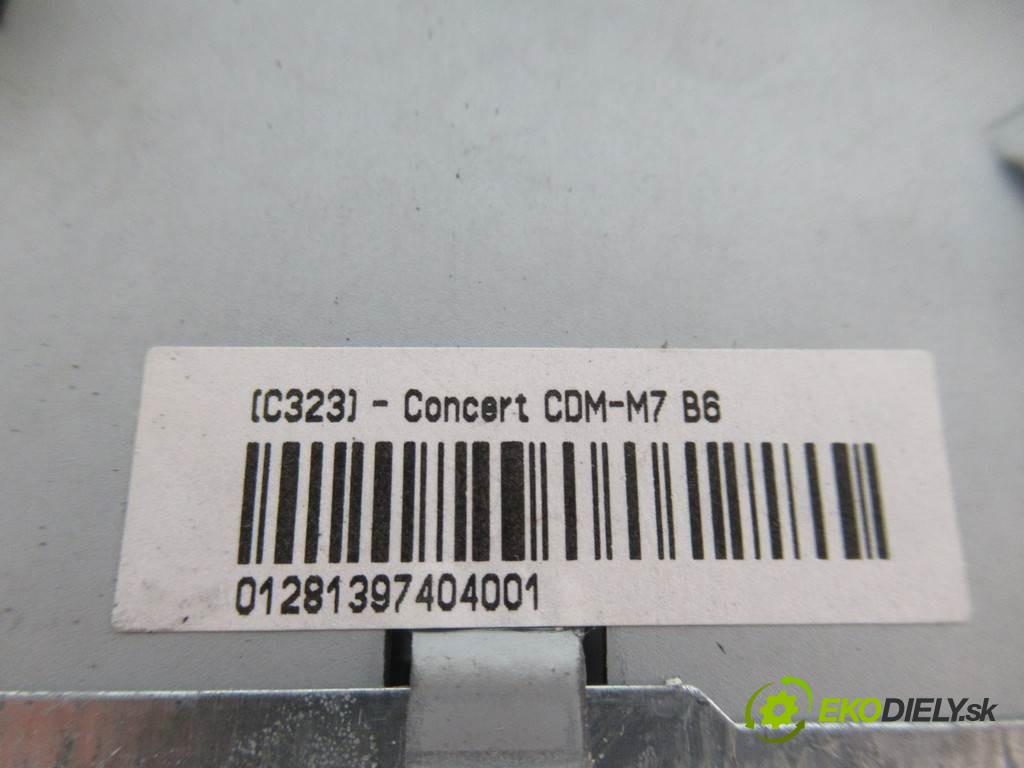 (C323) - Concert CDM-M7 B6
01281397404001
EKODIELY.sk